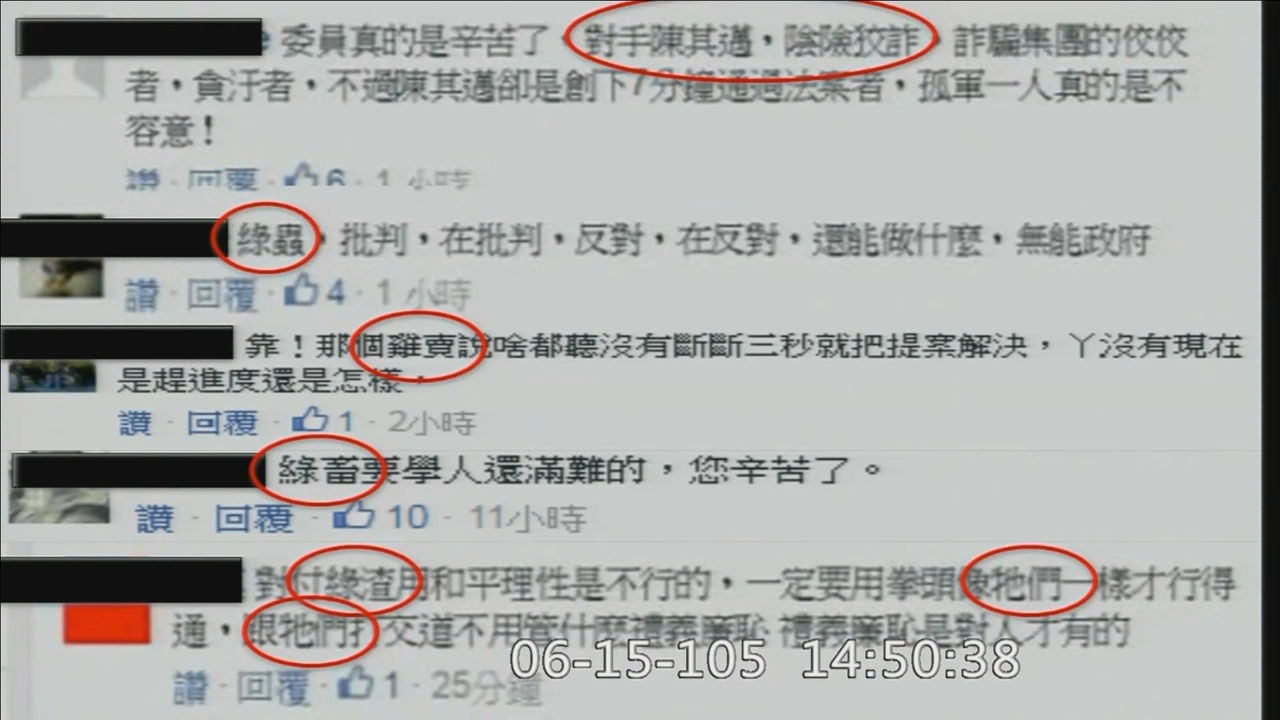 委員真的是辛苦了，對手陳其邁，陰險狡詐，詐騙集團的佼佼
者，貪汙者，不過陳其邁卻是創下7分鐘通過法案者，孤軍一人真的是不
容意！
讚 · 回覆 · 6 · 1 小時
綠蟲，批判，在批判，反對，在反對，還能做什麼，無能政府
讚 · 回覆 · 4 · 1 小時
靠！那個雞賣說啥都聽沒有斷斷三秒就把提案解決，丫沒有現在
是趕進度還是怎樣，
讚 · 回覆 · 1 · 2小時
綠畜要學人還滿難的，您辛苦了。
讚 · 回覆 · 10 · 11小時
對付綠渣用和平理性是不行的，一定要用拳頭像牠們一樣才行得
通，跟牠們打交道不用管什麼禮義廉恥 禮義廉恥是對人才有的
讚 · 回覆 · 1 · 25分鐘
06-15-105 14:50:38